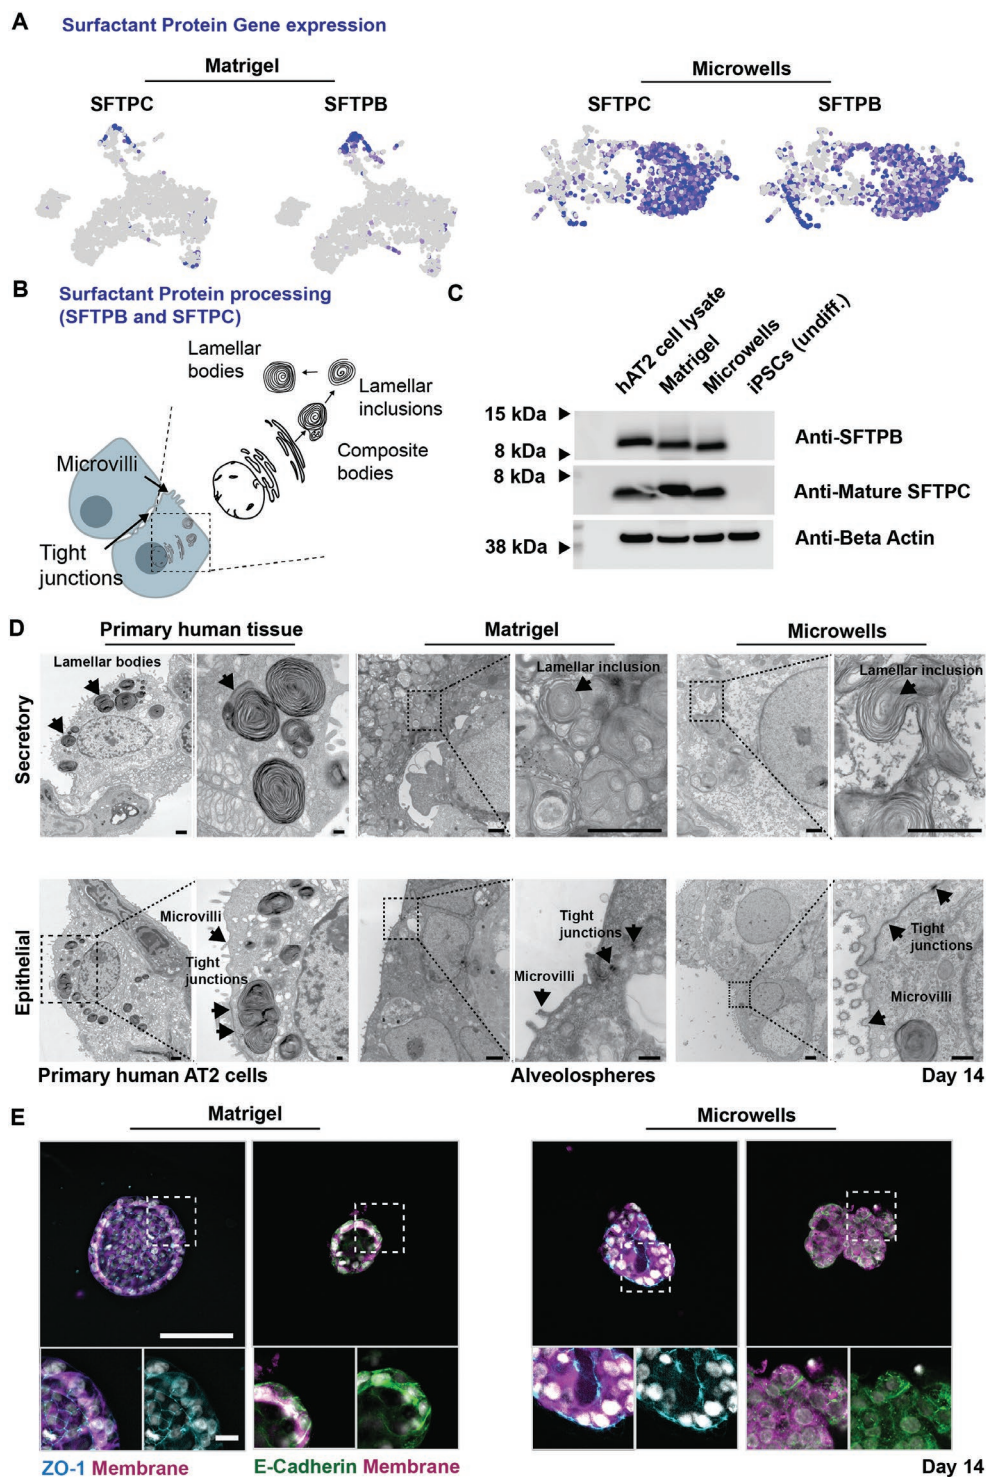 A Surfactant Protein Gene expression
Matrigel
Microwells
SFTPC
SFTPB
SFTPC
SFTPB
B Surfactant Protein processing
(SFTPB and SFTPC)
Lamellar
bodies
Lamellar
inclusions
Composite
bodies
Microvilli
Tight
junctions
C
hAT2 cell lysate
Matrigel
Microwells
iPSCs (undiff.)
15 kDa
8 kDa
Anti-SFTPB
8 kDa
Anti-Mature SFTPC
38 kDa
Anti-Beta Actin
D
Primary human tissue
Matrigel
Microwells
Secretory
Lamellar bodies
Lamellar inclusion
Lamellar inclusion
Epithelial
Microvilli
Tight
junctions
Tight
junctions
Microvilli
Tight
junctions
Microvilli
Primary human AT2 cells
Alveolospheres
Day 14
E
Matrigel
Microwells
ZO-1 Membrane
E-Cadherin Membrane
Day 14